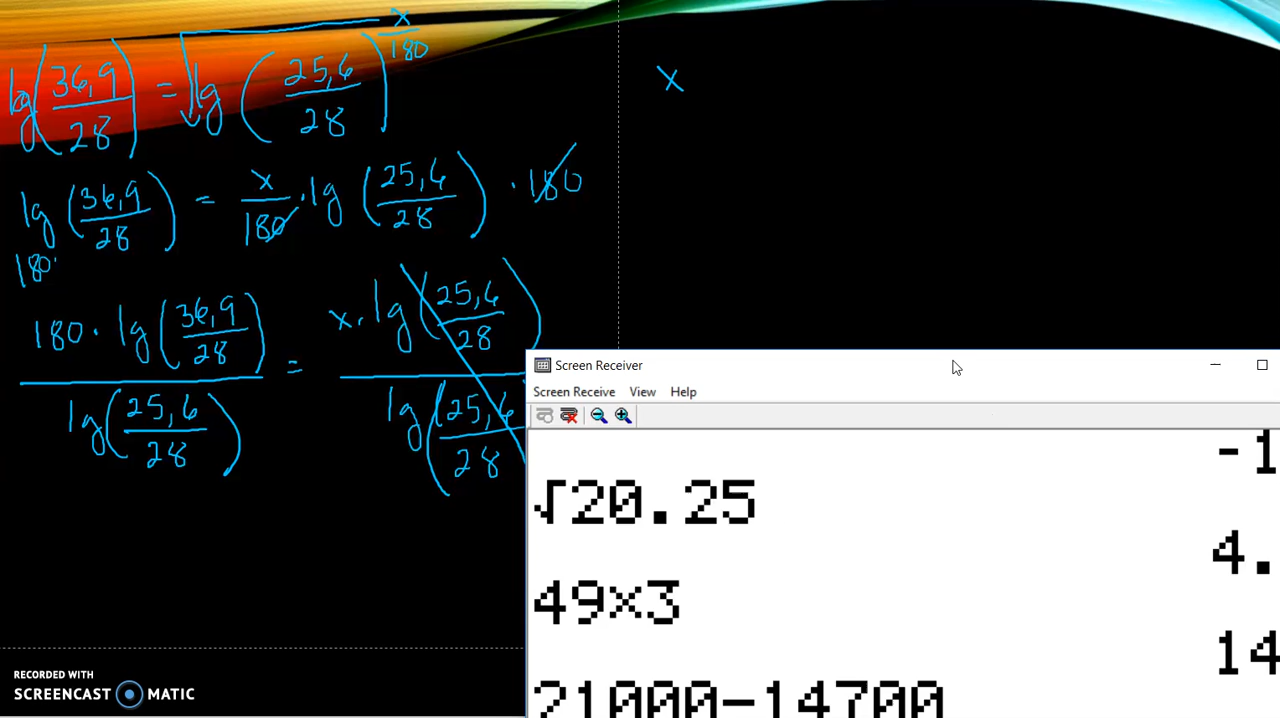 lg(36,9/28) = lg(25,6/28)^x/180
lg(36,9/28) = x/180 · lg(25,6/28) · 180
180·
180 · lg(36,9/28) / lg(25,6/28) = x · lg(25,6/28) / lg(25,6/28)
x
Screen Receiver
Screen Receive View Help
-1
√20.25
4.
49×3
14
21000-14700
RECORDED WITH
SCREENCAST MATIC